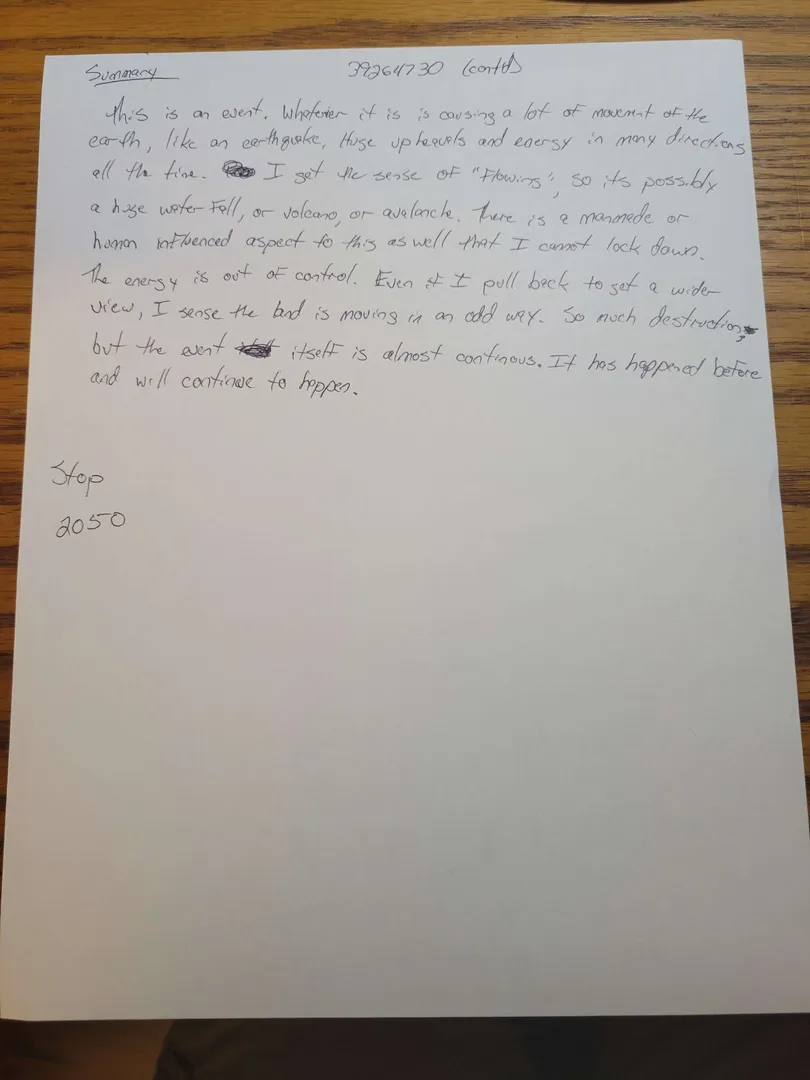 Summary 39264730 (contd)
This is an event. Whatever it is is causing a lot of movement of the
earth, like an earthquake, Huge upheavels and energy in many directions
all the time. I get the sense of "Flowing", so its possibly
a huge water fall, or volcano, or avalanche. There is a manmade or
human influenced aspect to this as well that I cannot lock down.
The energy is out of control. Even if I pull back to get a wider
view, I sense the land is moving in an odd way. So much destruction,
but the event itself is almost continous. It has happened before
and will continue to happen.
Stop
2050